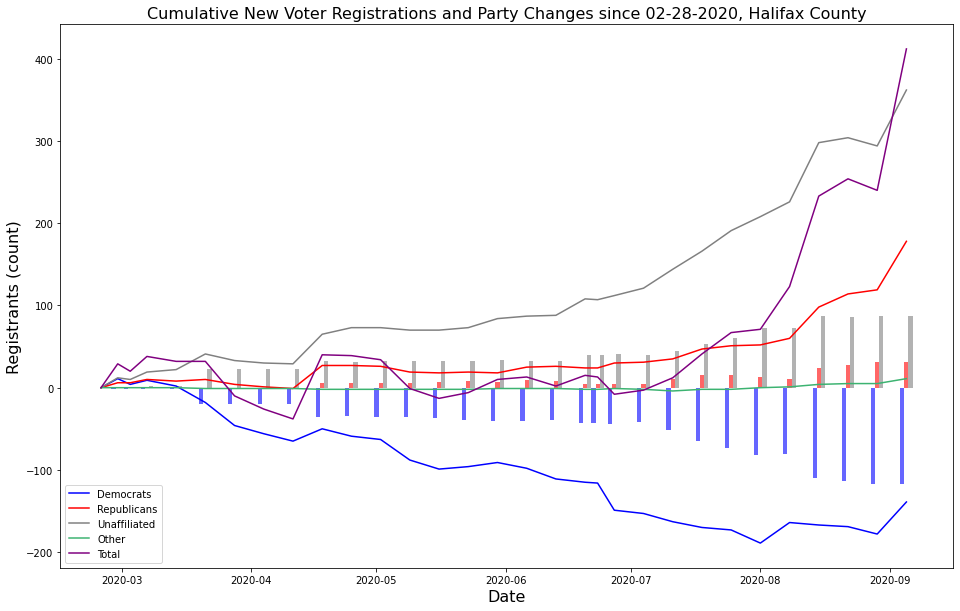 Cumulative New Voter Registrations and Party Changes since 02-28-2020, Halifax County
Registrants (count)
400
300
200
100
0
−100
−200
Democrats
Republicans
Unaffiliated
Other
Total
2020-03
2020-04
2020-05
2020-06
2020-07
2020-08
2020-09
Date